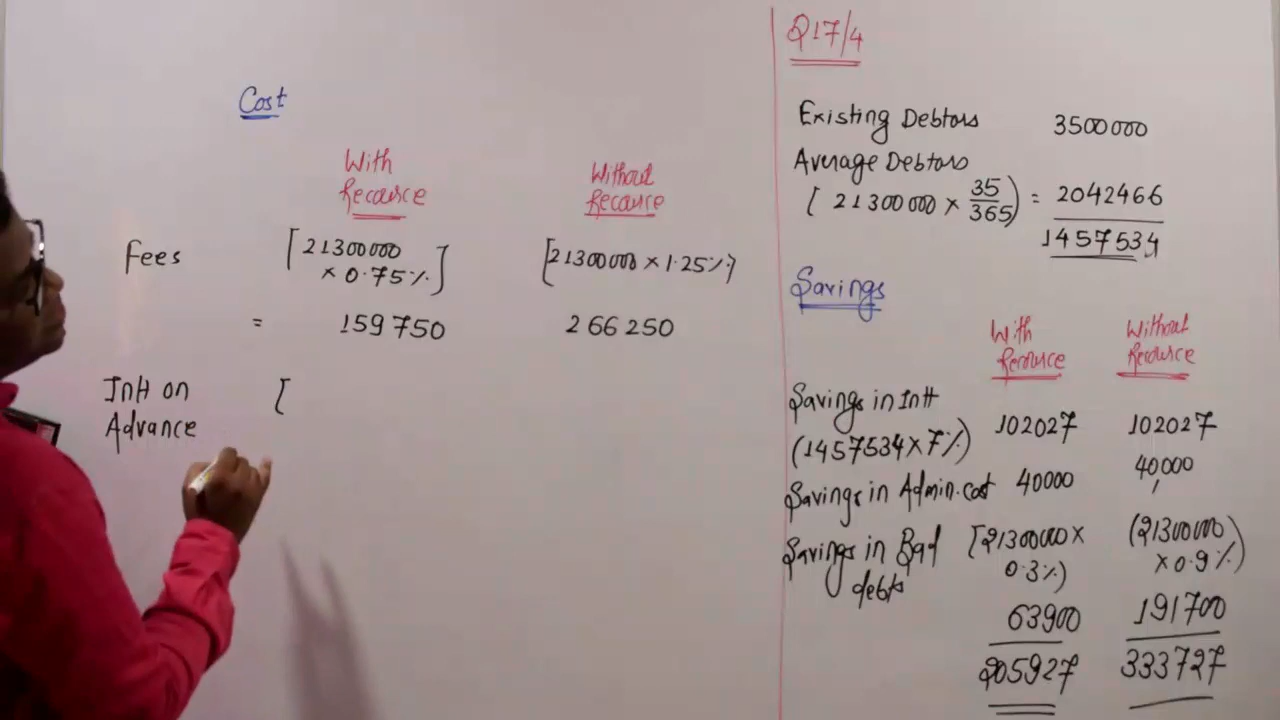 Cost
With Without
Recourse Recourse
Fees [21300000 × 0.75%] [21300000 × 1.25%]
= 159750 266250
Intt on [
Advance
Q17/4
Existing Debtors 3500000
Average Debtors
[21300000 × 35/365) = 2042466
1457534
Savings
With Without
Recourse Recourse
Savings in Intt
(1457534 × 7%) 102027 102027
Savings in Admin. cost 40000 40,000
Savings in Bad [21300000 × (21300000
debts 0.3%) × 0.9%)
63900 191700
205927 333727